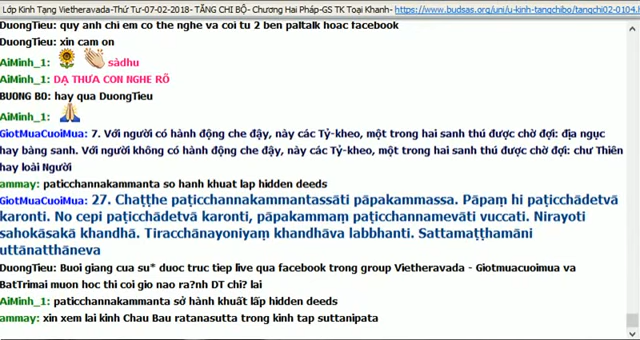 Lớp Kinh Tạng Vietheravada-Thứ Tư-07-02-2018- TĂNG CHI BỘ- Chương Hai Pháp-GS TK Toại Khanh- https://www.budsas.org/uni/u-kinh-tangchibo/tangchi02-0104.h
DuongTieu: quy anh chi em co the nghe va coi tu 2 ben paltalk hoac facebook
DuongTieu: xin cam on
AiMinh_1: sādhu
AiMinh_1: DẠ THƯA CON NGHE RÕ
BUONG BO: hay qua DuongTieu
AiMinh_1:
GiotMuaCuoiMua: 7. Với người có hành động che đậy, này các Tỷ-kheo, một trong hai sanh thú được chờ đợi: địa ngục
hay bàng sanh. Với người không có hành động che đậy, này các Tỷ-kheo, một trong hai sanh thú được chờ đợi: chư Thiên
hay loài Người
ammay: paticchannakammanta so hanh khuat lap hidden deeds
GiotMuaCuoiMua: 27. Chaṭṭhe paṭicchannakammantassāti pāpakammassa. Pāpaṃ hi paṭicchādetvā
karonti. No cepi paṭicchādetvā karonti, pāpakammaṃ paṭicchannamevāti vuccati. Nirayoti
sahokāsakā khandhā. Tiracchānayoniyaṃ khandhāva labbhanti. Sattamaṭṭhamāni
uttānatthāneva
DuongTieu: Buoi giang cua su* duoc truc tiep live qua facebook trong group Vietheravada - Giotmuacuoimua va
BatTrimai muon hoc thi coi gio nao ra?nh DT chi? lai
AiMinh_1: paticchannakammanta sở hành khuất lấp hidden deeds
ammay: xin xem lai kinh Chau Bau ratanasutta trong kinh tap suttanipata